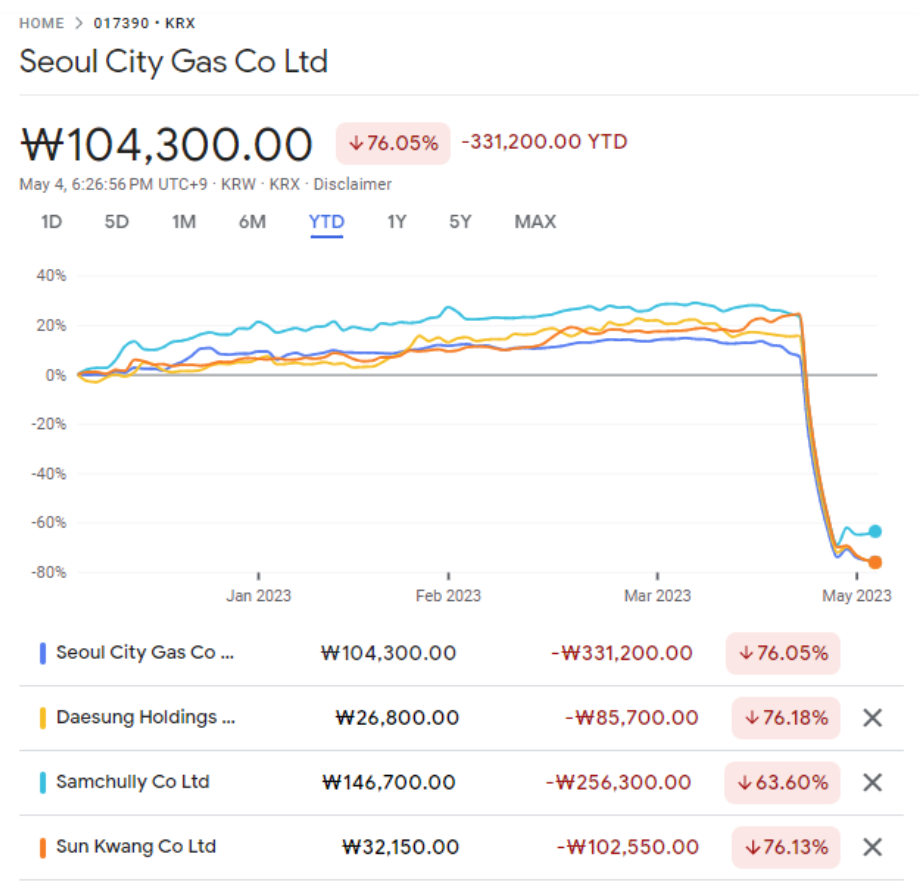 HOME > 017390 • KRX
Seoul City Gas Co Ltd
₩104,300.00 ↓76.05% -331,200.00 YTD
May 4, 6:26:56 PM UTC+9 · KRW · KRX · Disclaimer
1D 5D 1M 6M YTD 1Y 5Y MAX
40%
20%
0%
-20%
-40%
-60%
-80%
Jan 2023 Feb 2023 Mar 2023 May 2023
Seoul City Gas Co ... ₩104,300.00 -₩331,200.00 ↓76.05%
Daesung Holdings ... ₩26,800.00 -₩85,700.00 ↓76.18%
Samchully Co Ltd ₩146,700.00 -₩256,300.00 ↓63.60%
Sun Kwang Co Ltd ₩32,150.00 -₩102,550.00 ↓76.13%